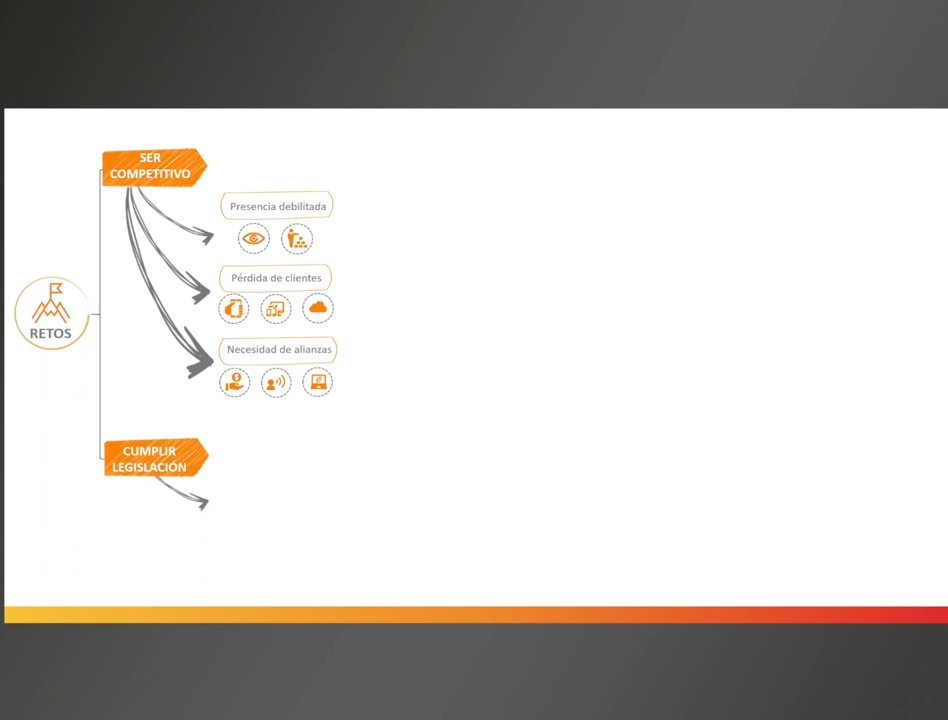 SER
COMPETITIVO
Presencia debilitada
Pérdida de clientes
RETOS
Necesidad de alianzas
CUMPLIR
LEGISLACIÓN